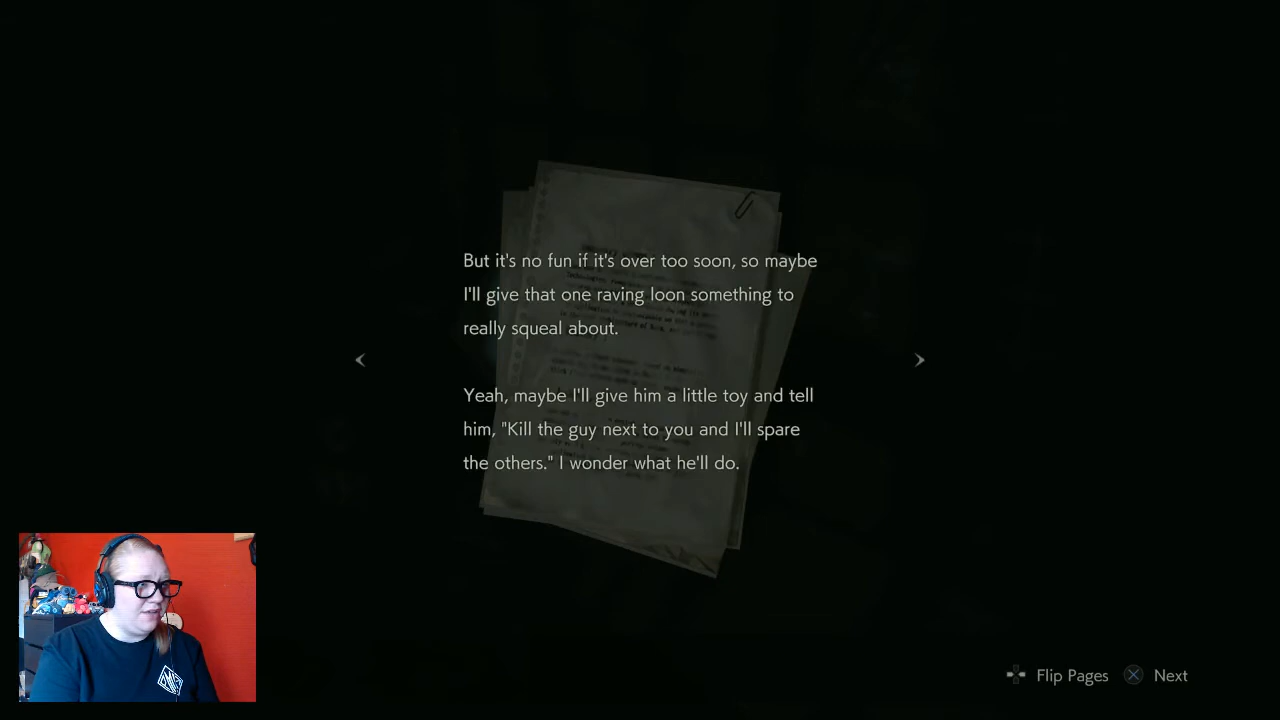 But it's no fun if it's over too soon, so maybe
I'll give that one raving loon something to
really squeal about.
Yeah, maybe I'll give him a little toy and tell
him, "Kill the guy next to you and I'll spare
the others." I wonder what he'll do.
Flip Pages
Next